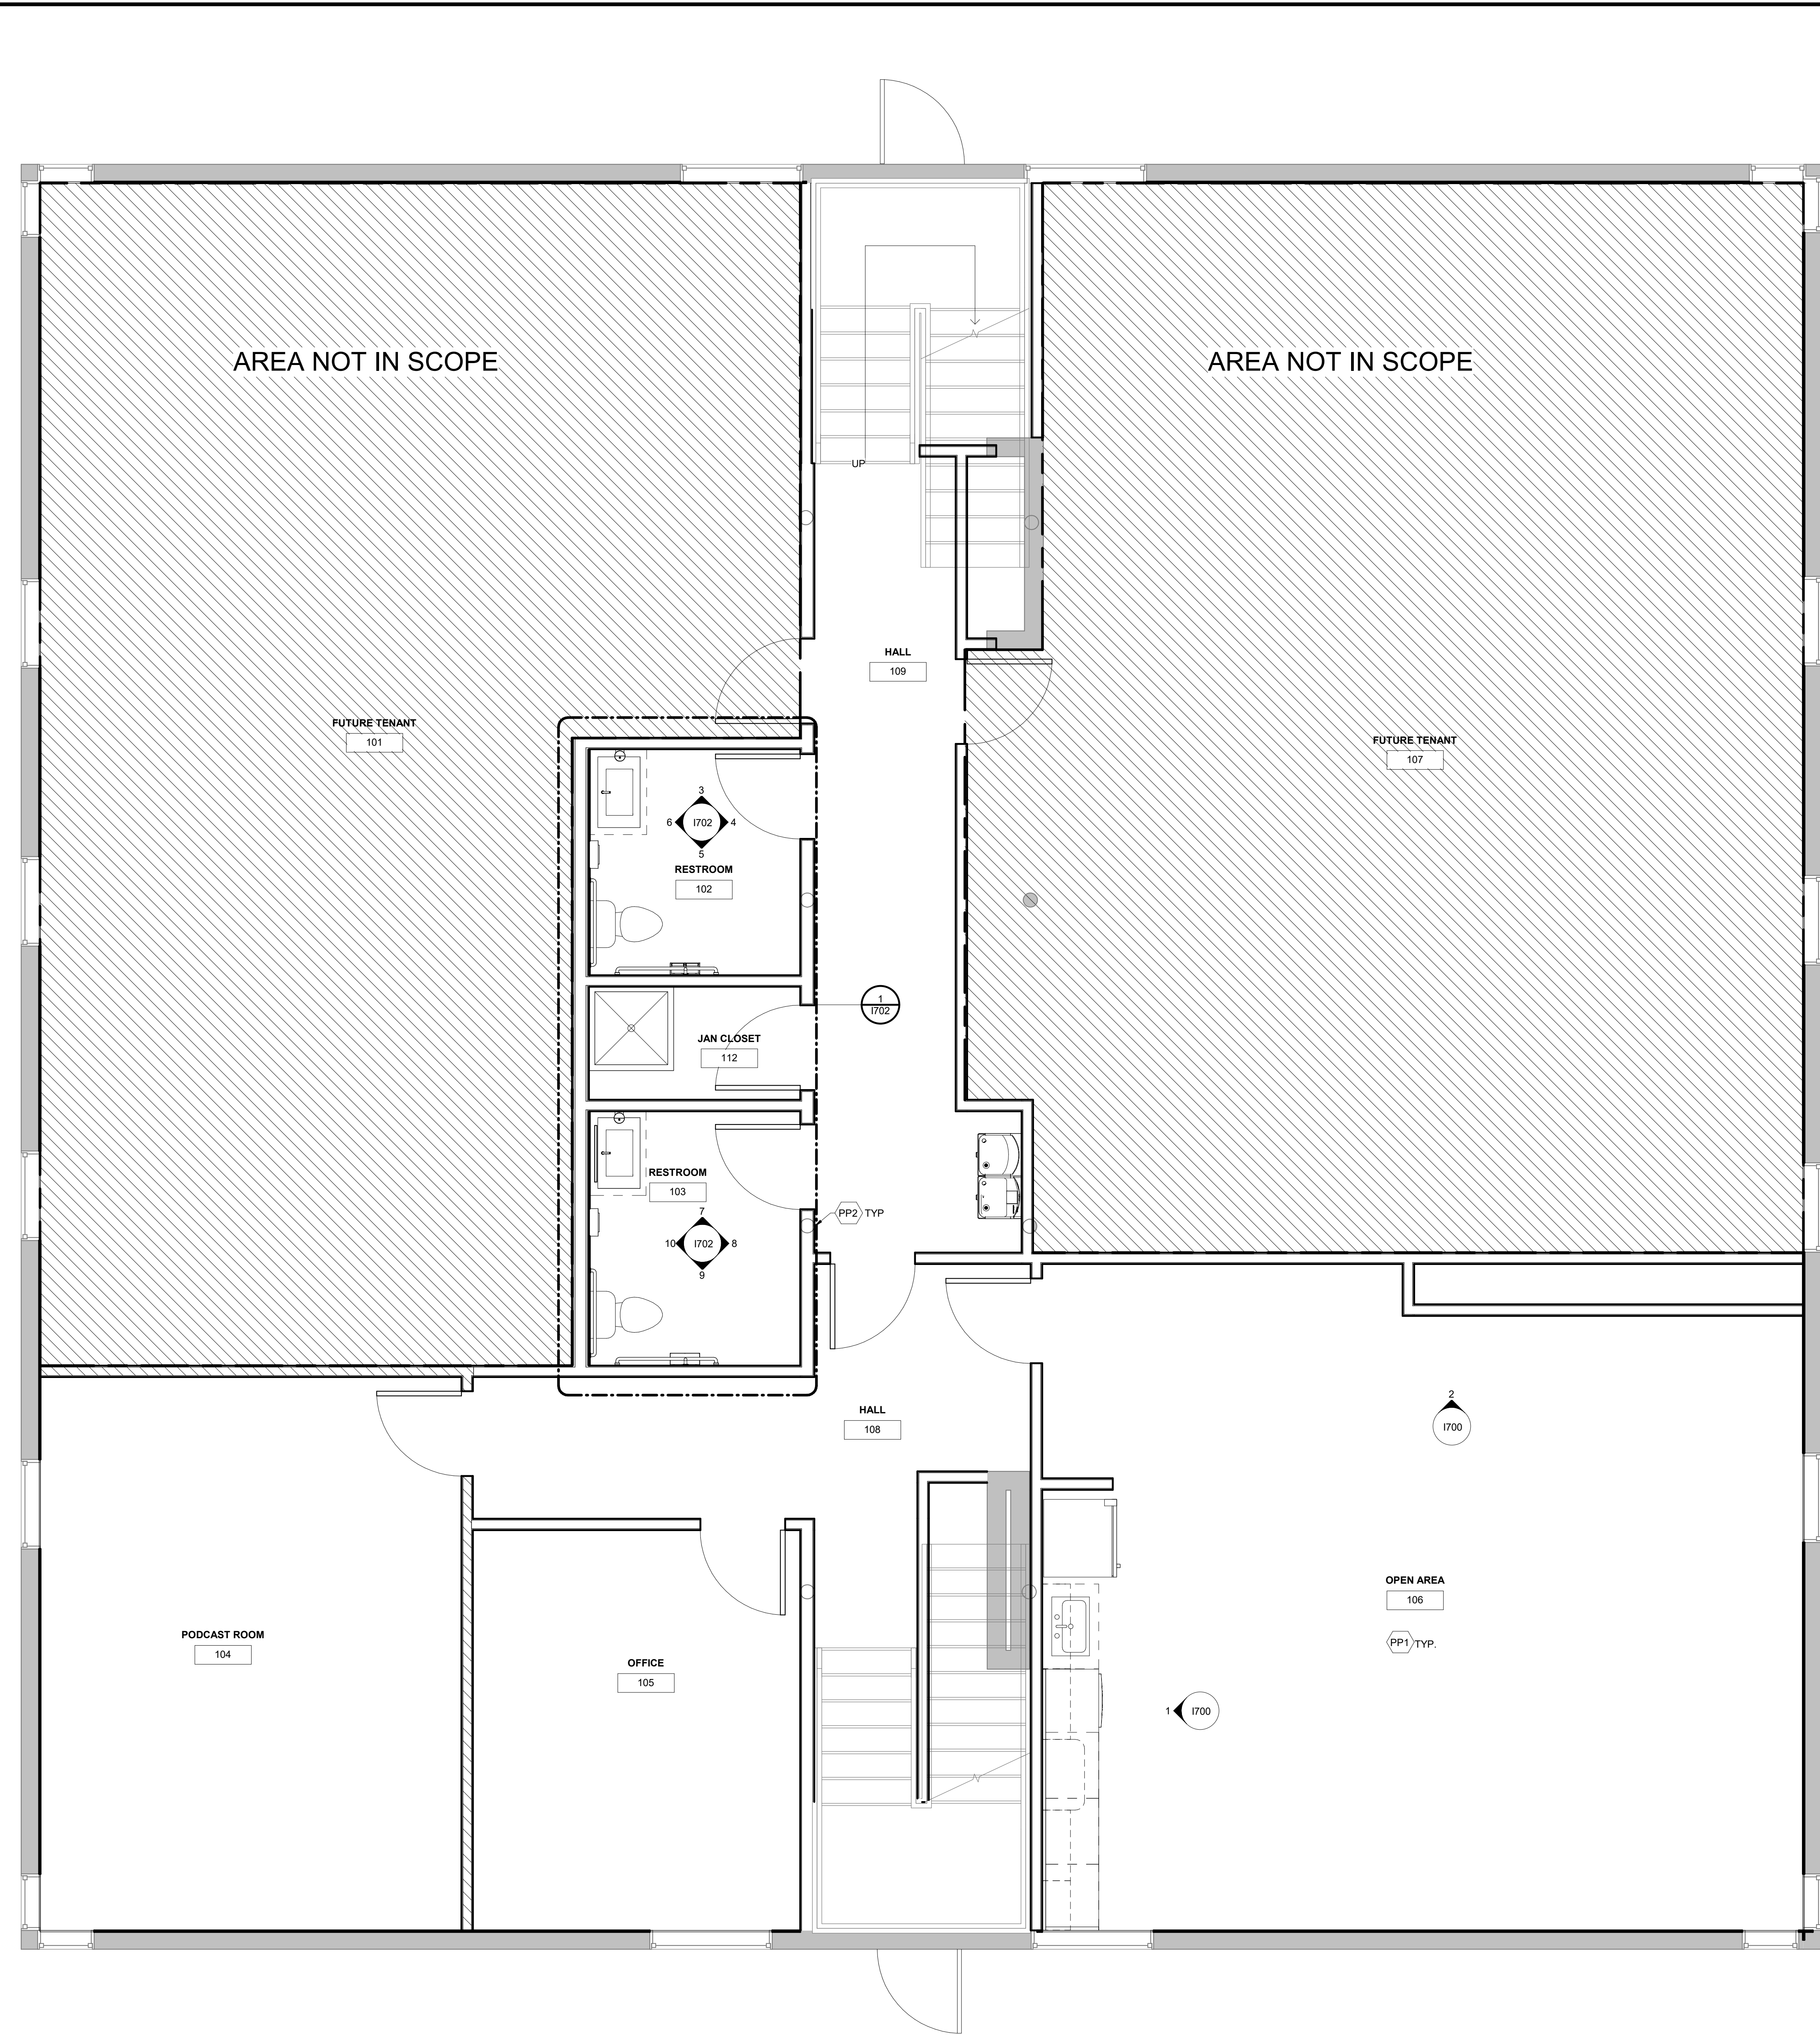 AREA NOT IN SCOPE
AREA NOT IN SCOPE
UP
HALL
109
FUTURE TENANT
101
FUTURE TENANT
107
3
6 I702 4
5
RESTROOM
102
1
I702
JAN CLOSET
112
RESTROOM
103
PP2 TYP
7
10 I702 8
9
HALL
108
2
I700
OPEN AREA
106
PP1 TYP.
PODCAST ROOM
104
OFFICE
105
1 I700